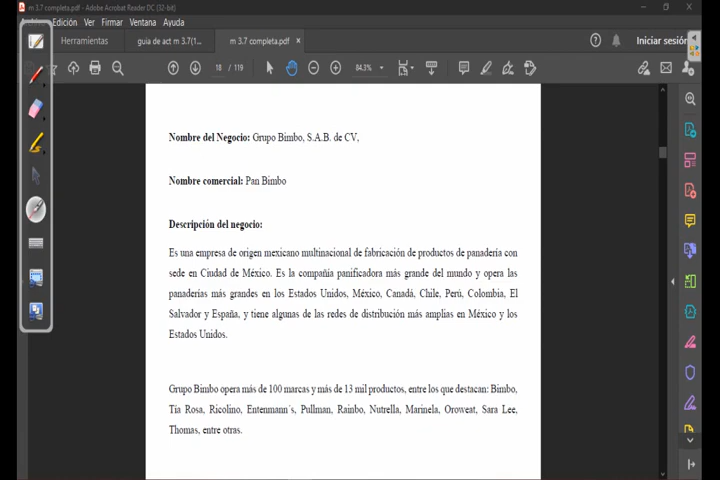 m 3.7 completa.pdf - Adobe Acrobat Reader DC (32-bit)
Edición Ver Firmar Ventana Ayuda
Herramientas guia de act m 3.7(1... m 3.7 completa.pdf × Iniciar sesión
18 / 119 84.3%
Nombre del Negocio: Grupo Bimbo, S.A.B. de CV,
Nombre comercial: Pan Bimbo
Descripción del negocio:
Es una empresa de origen mexicano multinacional de fabricación de productos de panadería con
sede en Ciudad de México. Es la compañía panificadora más grande del mundo y opera las
panaderías más grandes en los Estados Unidos, México, Canadá, Chile, Perú, Colombia, El
Salvador y España, y tiene algunas de las redes de distribución más amplias en México y los
Estados Unidos.
Grupo Bimbo opera más de 100 marcas y más de 13 mil productos, entre los que destacan: Bimbo,
Tía Rosa, Ricolino, Entenmann´s, Pullman, Rainbo, Nutrella, Marinela, Oroweat, Sara Lee,
Thomas, entre otras.